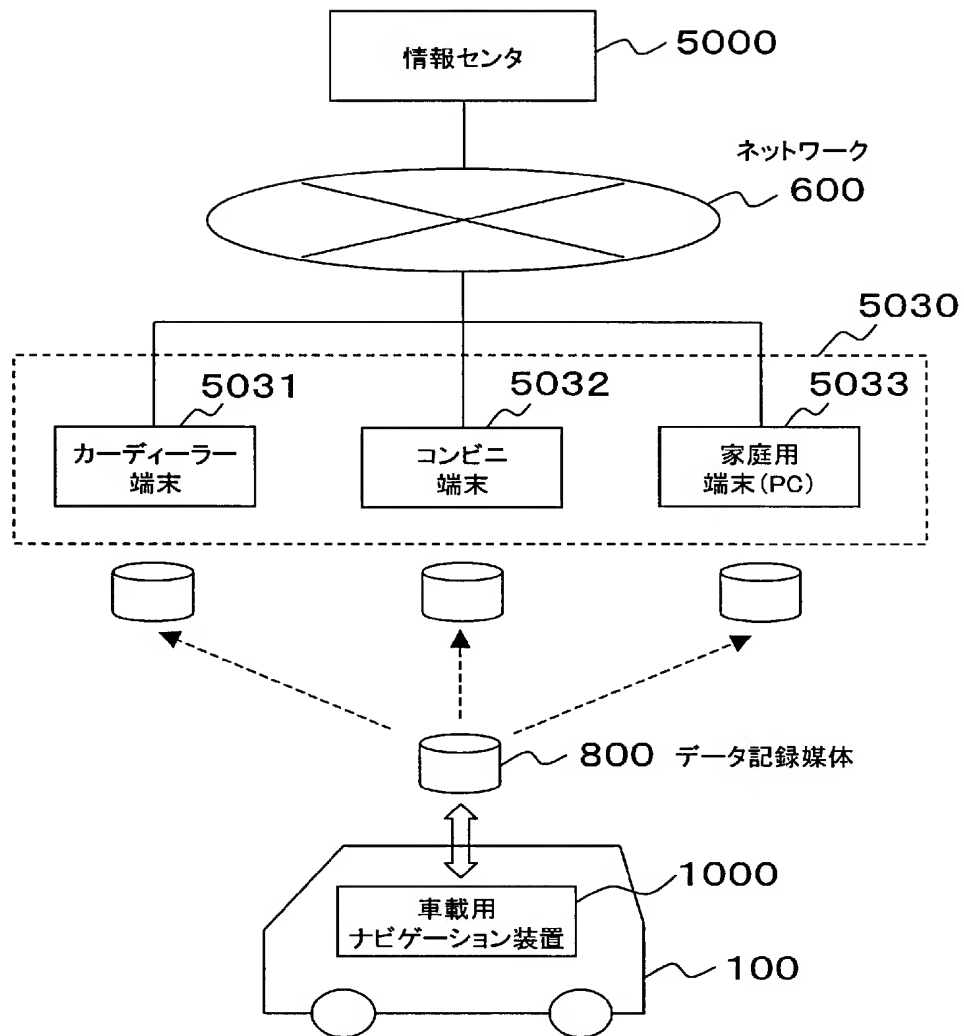 情報センタ
5000
ネットワーク
600
5030
5031
5032
5033
カーディーラー
端末
コンビニ
端末
家庭用
端末(PC)
800 データ記録媒体
1000
車載用
ナビゲーション装置
100